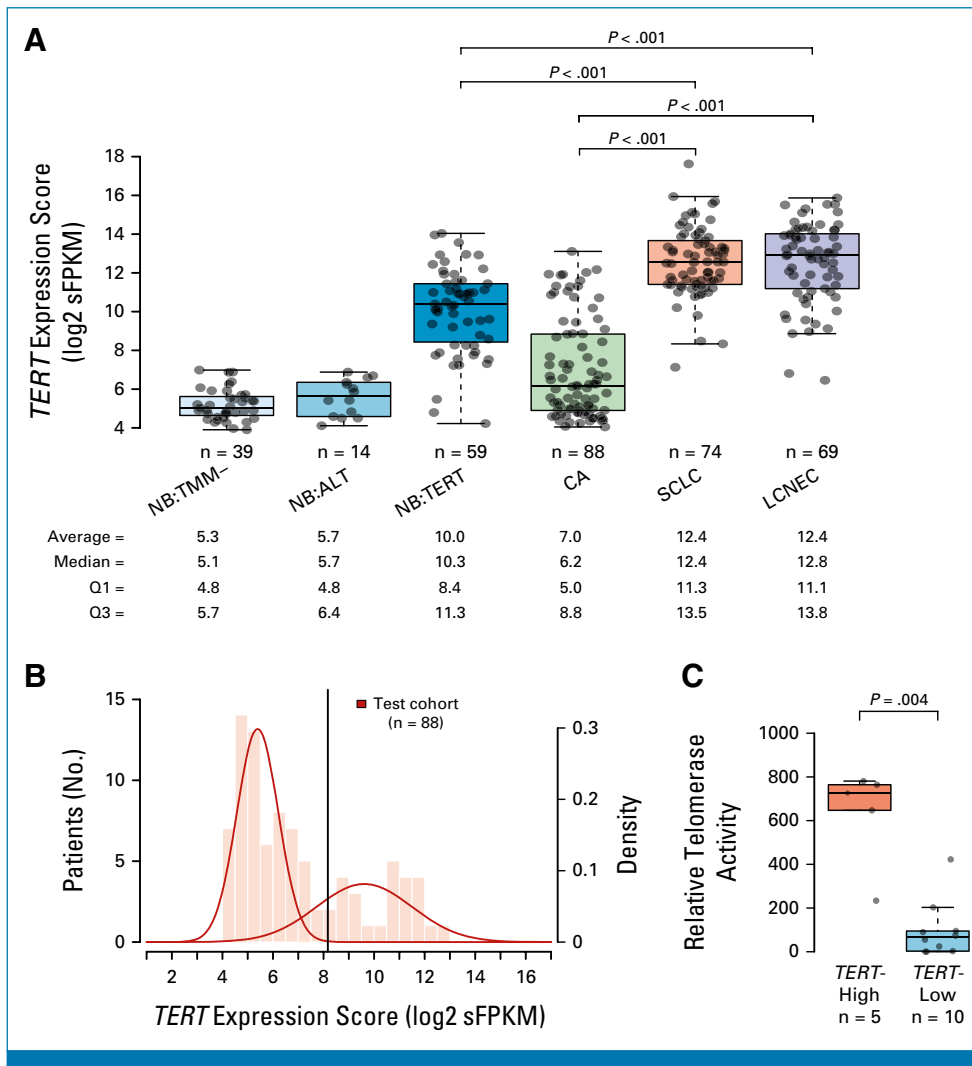 A
P < .001
P < .001
P < .001
P < .001
TERT Expression Score
(log2 sFPKM)
18
16
14
12
10
8
6
4
n = 39 n = 14 n = 59 n = 88 n = 74 n = 69
NB:TMM– NB:ALT NB:TERT CA SCLC LCNEC
Average = 5.3 5.7 10.0 7.0 12.4 12.4
Median = 5.1 5.7 10.3 6.2 12.4 12.8
Q1 = 4.8 4.8 8.4 5.0 11.3 11.1
Q3 = 5.7 6.4 11.3 8.8 13.5 13.8
B
Patients (No.)
15
10
5
0
Test cohort
(n = 88)
0.3
0.2
0.1
0
Density
2 4 6 8 10 12 14 16
TERT Expression Score (log2 sFPKM)
C
P = .004
Relative Telomerase
Activity
1000
800
600
400
200
0
TERT- TERT-
High Low
n = 5 n = 10